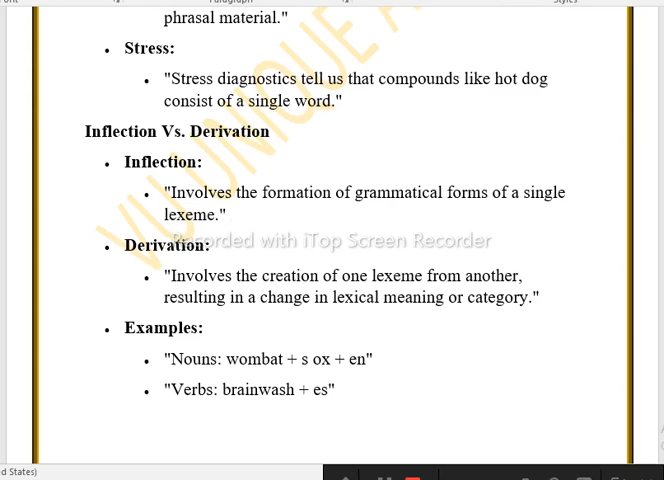 phrasal material."
• Stress:
• "Stress diagnostics tell us that compounds like hot dog
consist of a single word."
Inflection Vs. Derivation
• Inflection:
• "Involves the formation of grammatical forms of a single
lexeme."
Recorded with iTop Screen Recorder
• Derivation:
• "Involves the creation of one lexeme from another,
resulting in a change in lexical meaning or category."
• Examples:
• "Nouns: wombat + s ox + en"
• "Verbs: brainwash + es"
VU UNIQUE
d States)